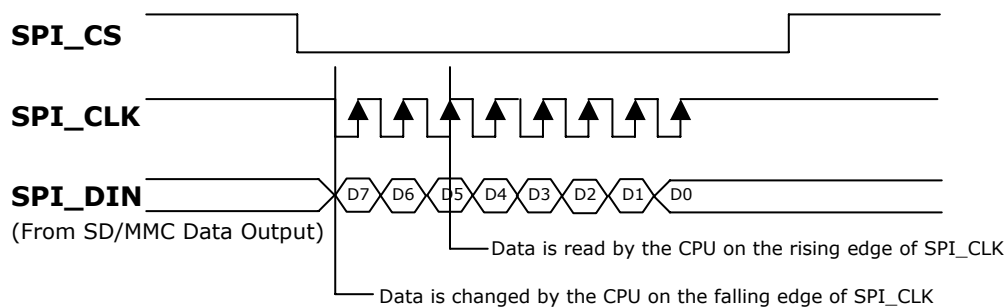 SPI_CS
SPI_CLK
SPI_DIN
D7 D6 D5 D4 D3 D2 D1 D0
(From SD/MMC Data Output)
Data is read by the CPU on the rising edge of SPI_CLK
Data is changed by the CPU on the falling edge of SPI_CLK